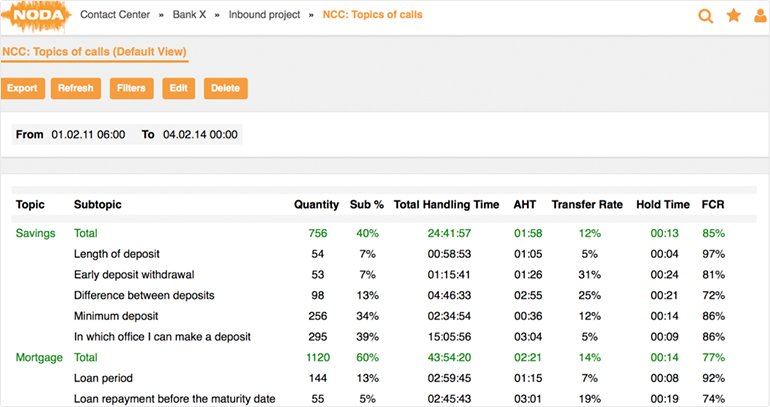 NODA Contact Center » Bank X » Inbound project » NCC: Topics of calls
NCC: Topics of calls (Default View)
Export Refresh Filters Edit Delete
From 01.02.11 06:00 To 04.02.14 00:00
Topic Subtopic Quantity Sub % Total Handling Time AHT Transfer Rate Hold Time FCR
Savings Total 756 40% 24:41:57 01:58 12% 00:13 85%
Length of deposit 54 7% 00:58:53 01:05 5% 00:04 97%
Early deposit withdrawal 53 7% 01:15:41 01:26 31% 00:24 81%
Difference between deposits 98 13% 04:46:33 02:55 25% 00:21 72%
Minimum deposit 256 34% 02:34:54 00:36 12% 00:14 86%
In which office I can make a deposit 295 39% 15:05:56 03:04 5% 00:09 86%
Mortgage Total 1120 60% 43:54:20 02:21 14% 00:14 77%
Loan period 144 13% 02:59:45 01:15 7% 00:08 92%
Loan repayment before the maturity date 55 5% 02:45:43 03:01 19% 00:19 74%